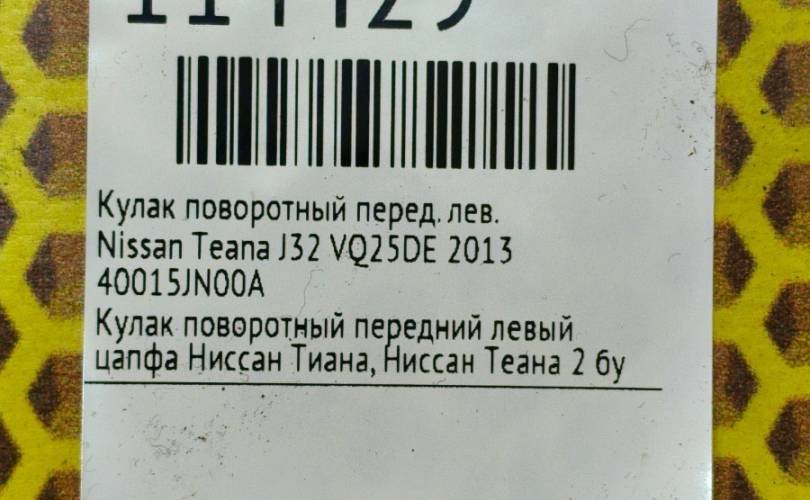 Кулак поворотный перед. лев.
Nissan Teana J32 VQ25DE 2013
40015JN00A
Кулак поворотный передний левый
цапфа Ниссан Тиана, Ниссан Теана 2 бу